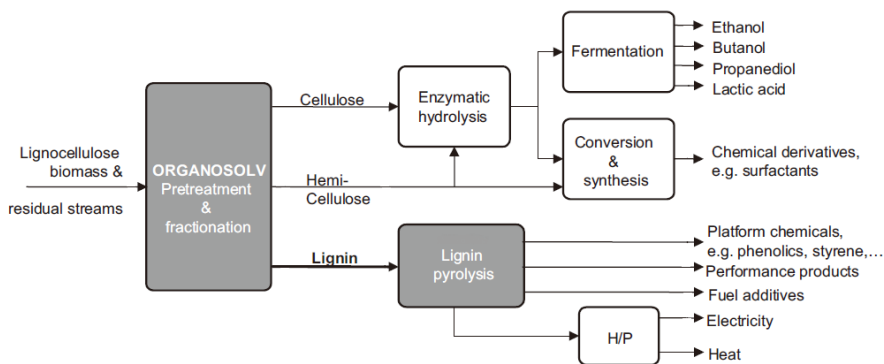 Lignocellulose
biomass &
residual streams
ORGANOSOLV
Pretreatment
&
fractionation
Cellulose
Hemi-
Cellulose
Lignin
Enzymatic
hydrolysis
Fermentation
Ethanol
Butanol
Propanediol
Lactic acid
Conversion
&
synthesis
Chemical derivatives,
e.g. surfactants
Lignin
pyrolysis
Platform chemicals,
e.g. phenolics, styrene,...
Performance products
Fuel additives
H/P
Electricity
Heat